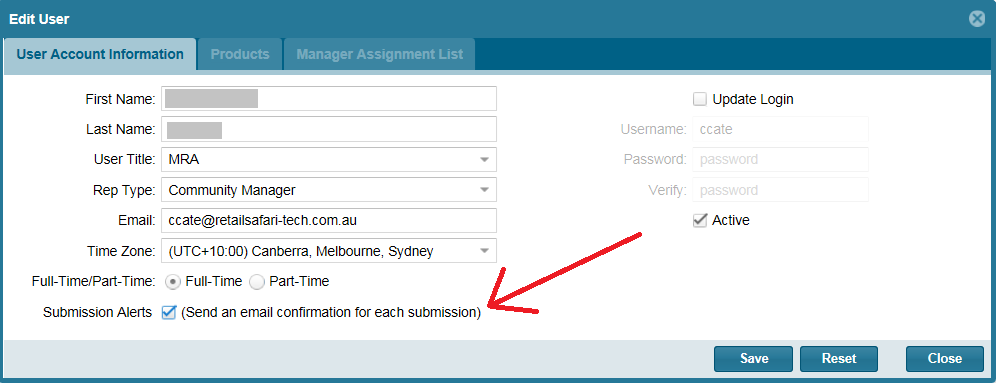 Edit User
User Account Information Products Manager Assignment List
First Name:
Last Name:
User Title: MRA
Rep Type: Community Manager
Email: ccate@retailsafari-tech.com.au
Time Zone: (UTC+10:00) Canberra, Melbourne, Sydney
Full-Time/Part-Time: Full-Time Part-Time
Submission Alerts (Send an email confirmation for each submission)
Update Login
Username: ccate
Password: password
Verify: password
Active
Save Reset Close